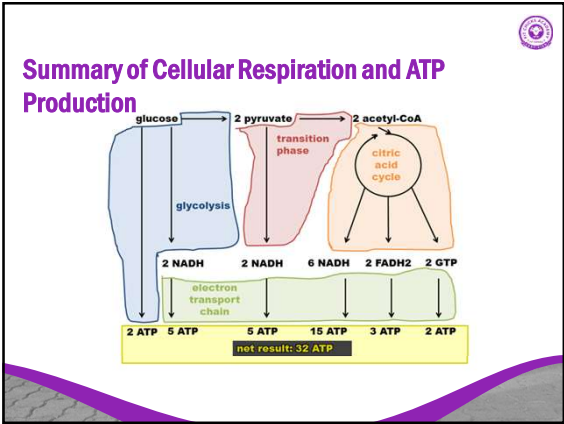 Summary of Cellular Respiration and ATP
Production
glucose 2 pyruvate 2 acetyl-CoA
transition
phase
citric
acid
cycle
glycolysis
2 NADH 2 NADH 6 NADH 2 FADH2 2 GTP
electron
transport
chain
2 ATP 5 ATP 5 ATP 15 ATP 3 ATP 2 ATP
net result: 32 ATP